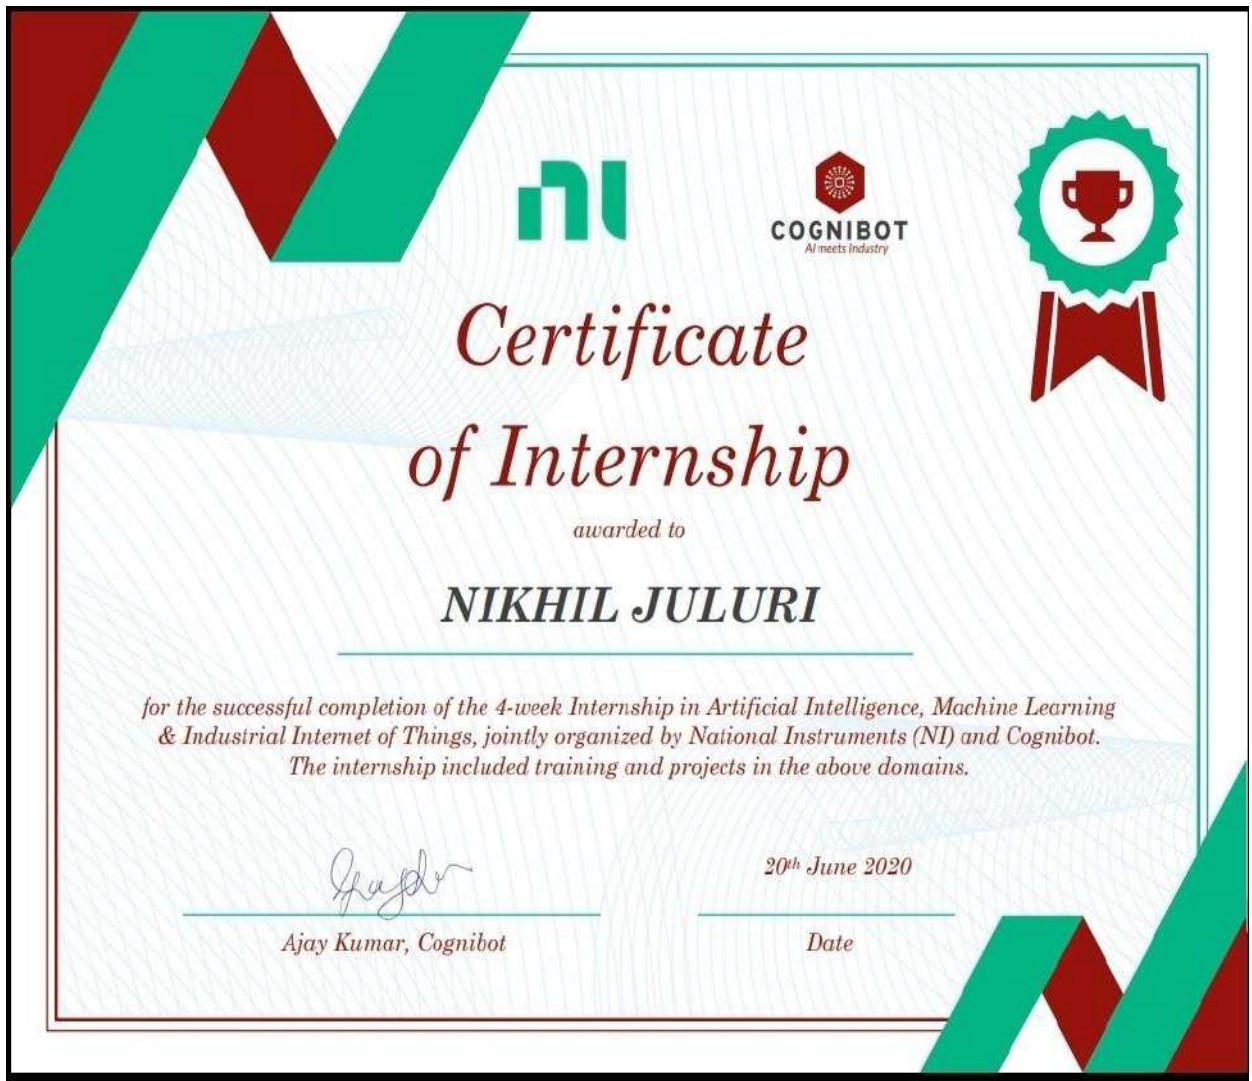 ni
COGNIBOT
AI meets Industry
Certificate
of Internship
awarded to
NIKHIL JULURI
for the successful completion of the 4-week Internship in Artificial Intelligence, Machine Learning
& Industrial Internet of Things, jointly organized by National Instruments (NI) and Cognibot.
The internship included training and projects in the above domains.
20th June 2020
Ajay Kumar, Cognibot
Date